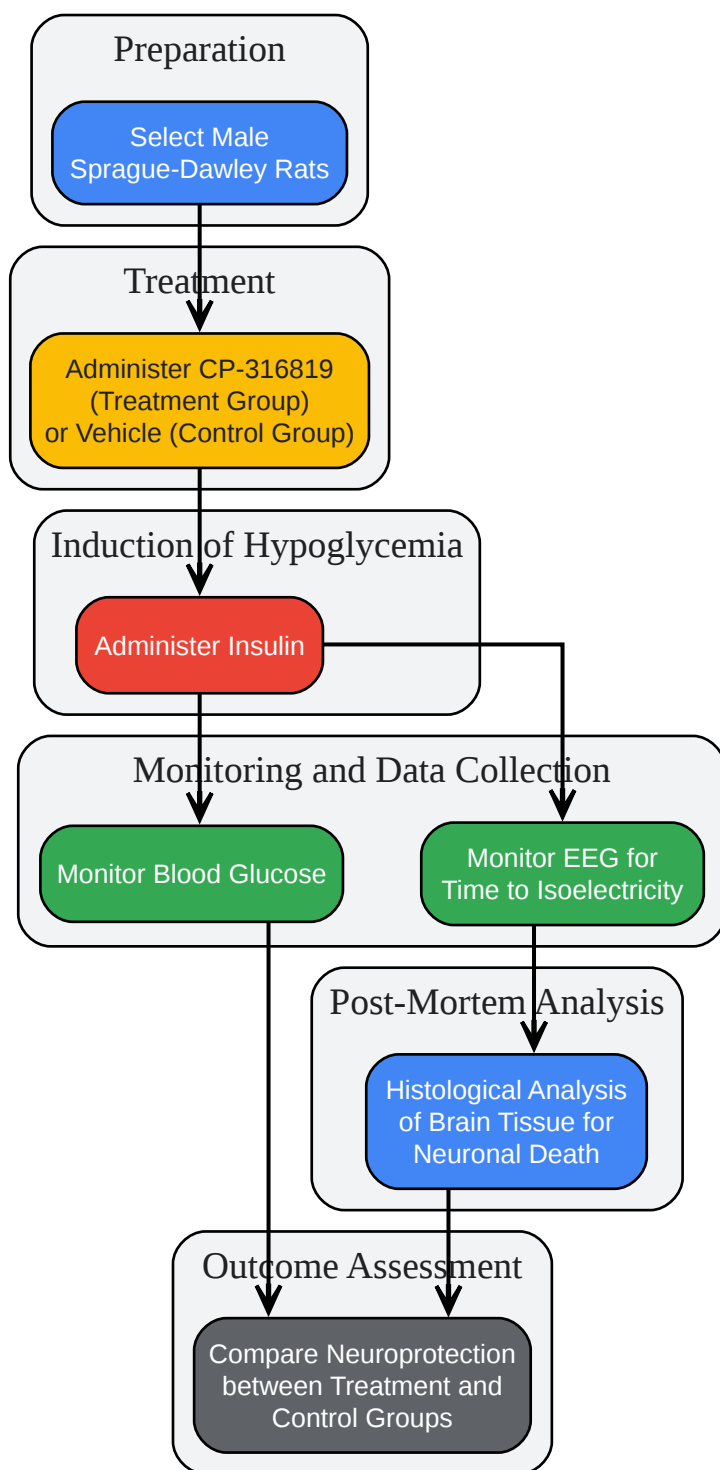 Preparation
Select Male
Sprague-Dawley Rats
Treatment
Administer CP-316819
(Treatment Group)
or Vehicle (Control Group)
Induction of Hypoglycemia
Administer Insulin
Monitoring and Data Collection
Monitor Blood Glucose
Monitor EEG for
Time to Isoelectricity
Post-Mortem Analysis
Histological Analysis
of Brain Tissue for
Neuronal Death
Outcome Assessment
Compare Neuroprotection
between Treatment and
Control Groups